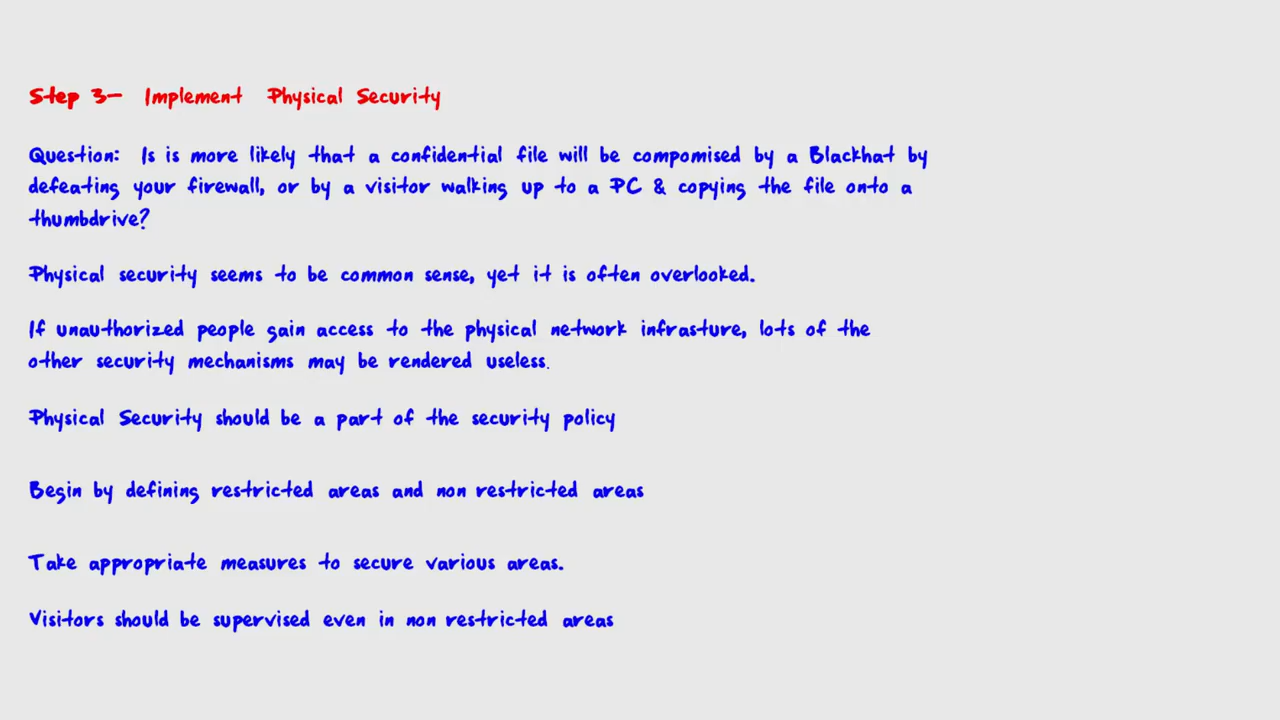 Step 3- Implement Physical Security
Question: Is is more likely that a confidential file will be compomised by a Blackhat by
defeating your firewall, or by a visitor walking up to a PC & copying the file onto a
thumbdrive?
Physical security seems to be common sense, yet it is often overlooked.
If unauthorized people gain access to the physical network infrasture, lots of the
other security mechanisms may be rendered useless.
Physical Security should be a part of the security policy
Begin by defining restricted areas and non restricted areas
Take appropriate measures to secure various areas.
Visitors should be supervised even in non restricted areas